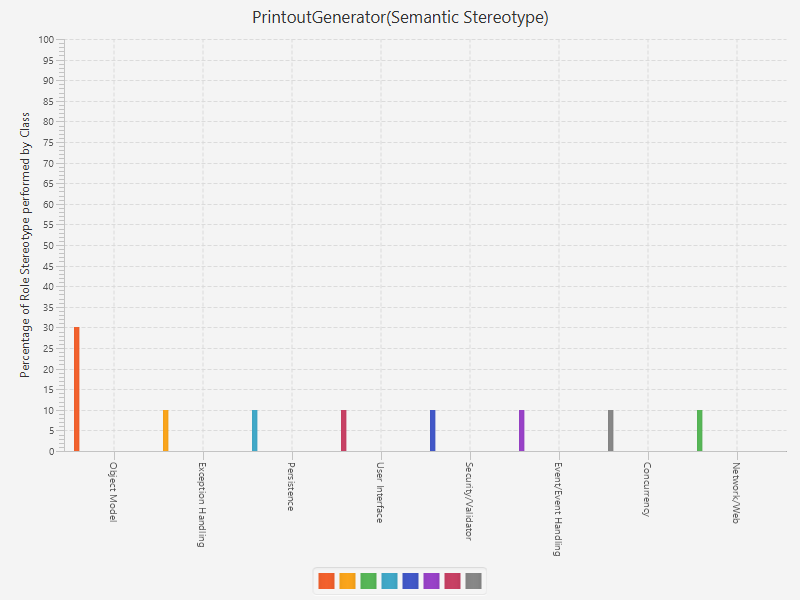 PrintoutGenerator(Semantic Stereotype)
Percentage of Role Stereotype performed by Class
100
95
90
85
80
75
70
65
60
55
50
45
40
35
30
25
20
15
10
5
0
Object Model
Exception Handling
Persistence
User Interface
Security/Validator
Event/Event Handling
Concurrency
Network/Web